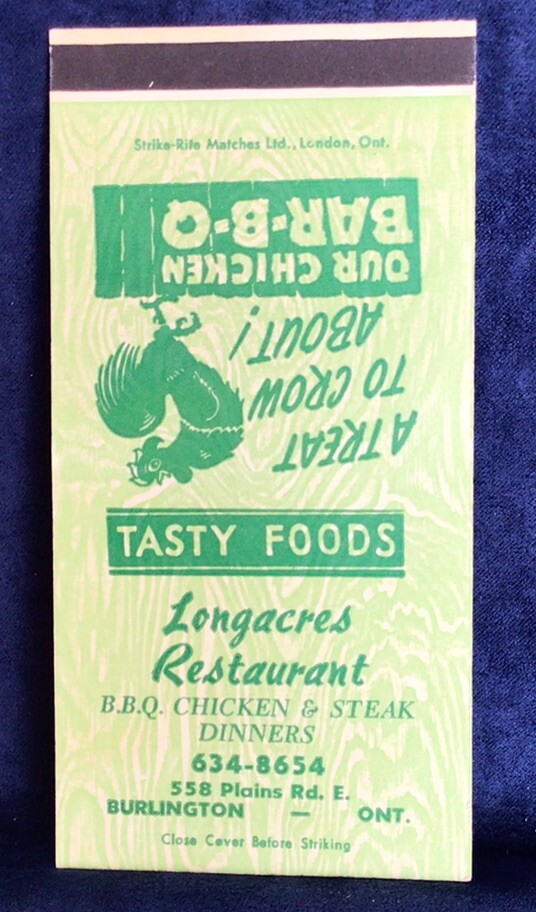 Strike-Rite Matches Ltd., London, Ont.
A TREAT
TO CROW
ABOUT!
OUR CHICKEN
BAR-B-Q
TASTY FOODS
Longacres
Restaurant
B.B.Q. CHICKEN & STEAK
DINNERS
634-8654
558 Plains Rd. E.
BURLINGTON — ONT.
Close Cover Before Striking